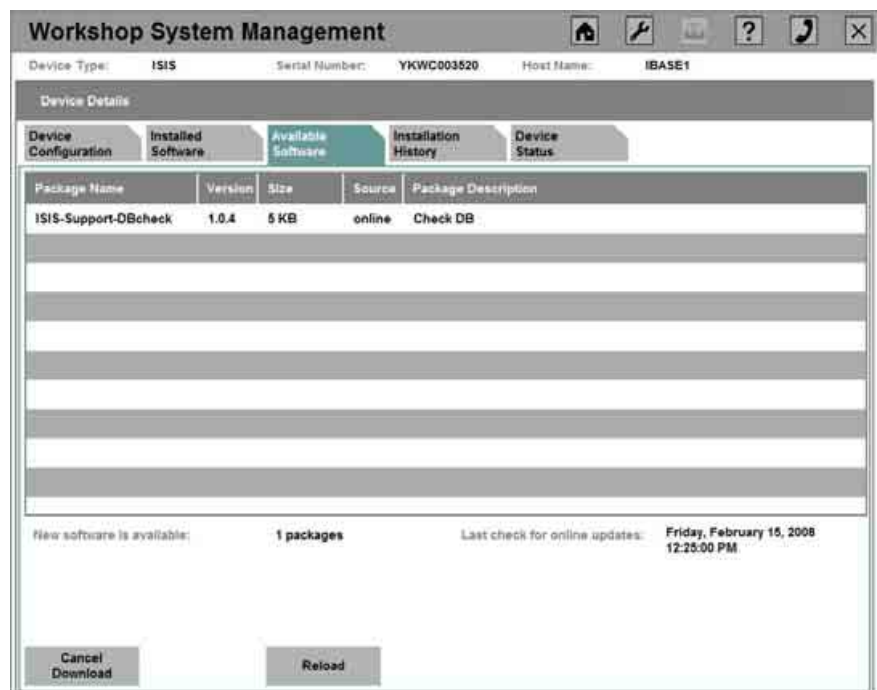 Workshop System Management
?
Device Type: ISIS Serial Number: YKWC003520 Host Name: IBASE1
Device Details
Device Configuration
Installed Software
Available Software
Installation History
Device Status
Package Name Version Size Source Package Description
ISIS-Support-DBcheck 1.0.4 5 KB online Check DB
New software is available: 1 packages Last check for online updates: Friday, February 15, 2008
12:25:00 PM
Cancel Download
Reload